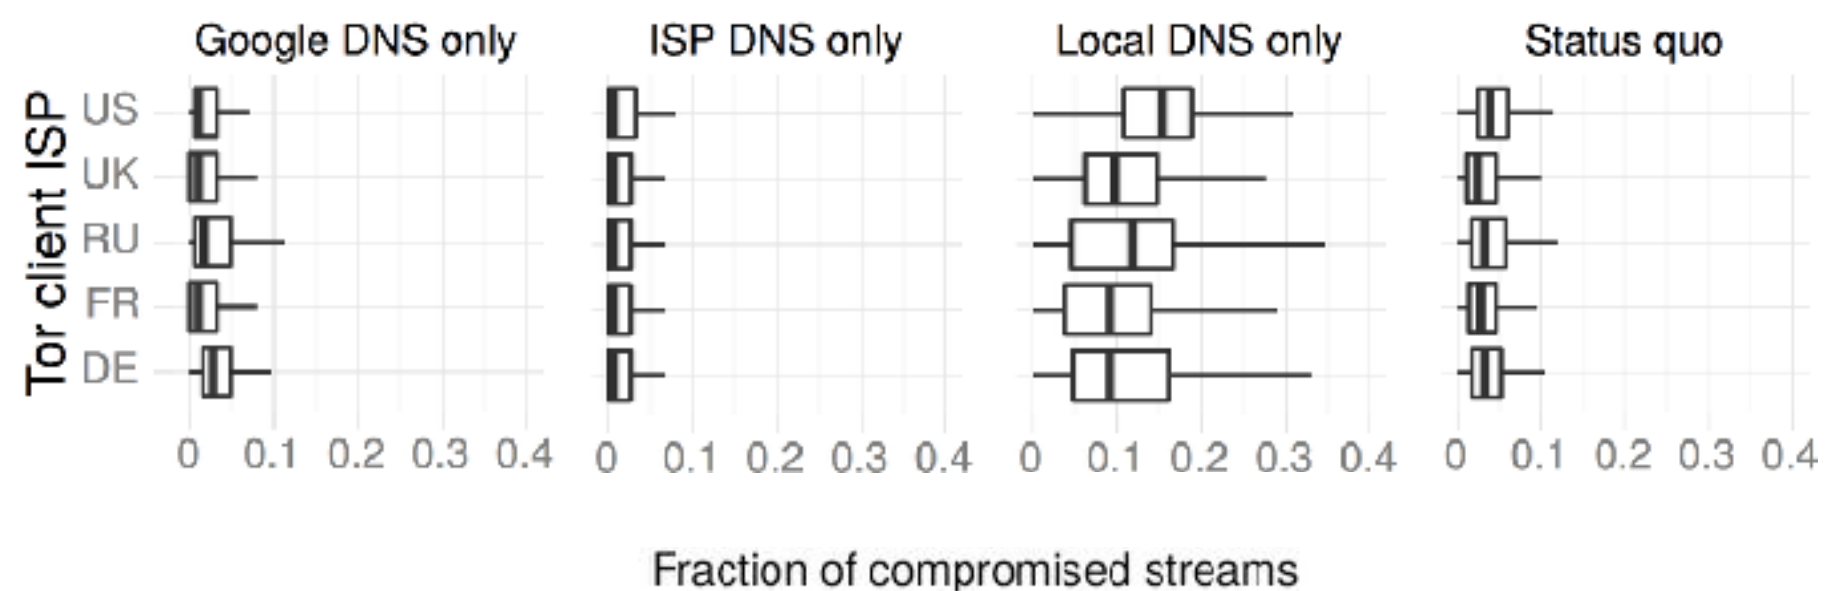 Google DNS only
ISP DNS only
Local DNS only
Status quo
Tor client ISP
US
UK
RU
FR
DE
0 0.1 0.2 0.3 0.4
0 0.1 0.2 0.3 0.4
0 0.1 0.2 0.3 0.4
0 0.1 0.2 0.3 0.4
Fraction of compromised streams